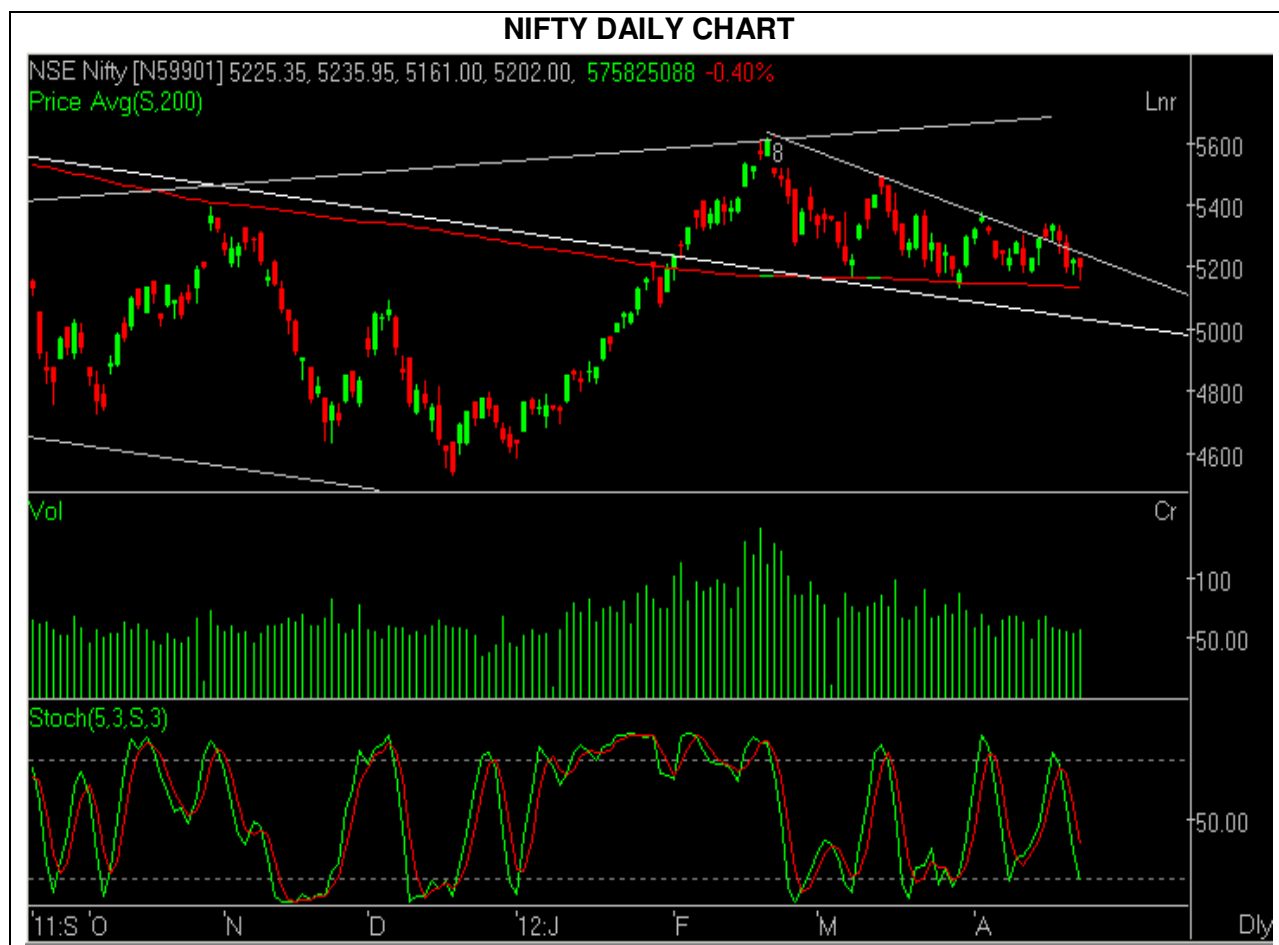 NIFTY DAILY CHART
NSE Nifty [N59901] 5225.35, 5235.95, 5161.00, 5202.00, 575825088 -0.40%
Price Avg(S,200)
Lnr
8
5600
5400
5200
5000
4800
4600
Vol
Cr
100
50.00
Stoch(5,3,S,3)
50.00
'11:S 'O 'N 'D '12:J 'F 'M 'A Dly